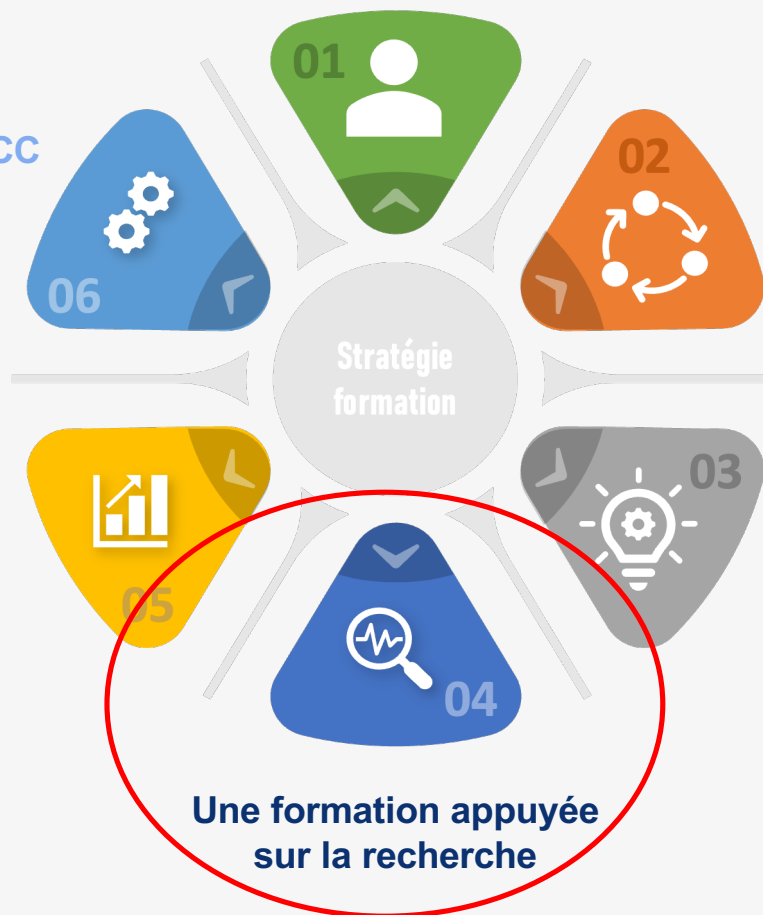 01
02
CC
06
Stratégie
formation
03
05
04
Une formation appuyée
sur la recherche